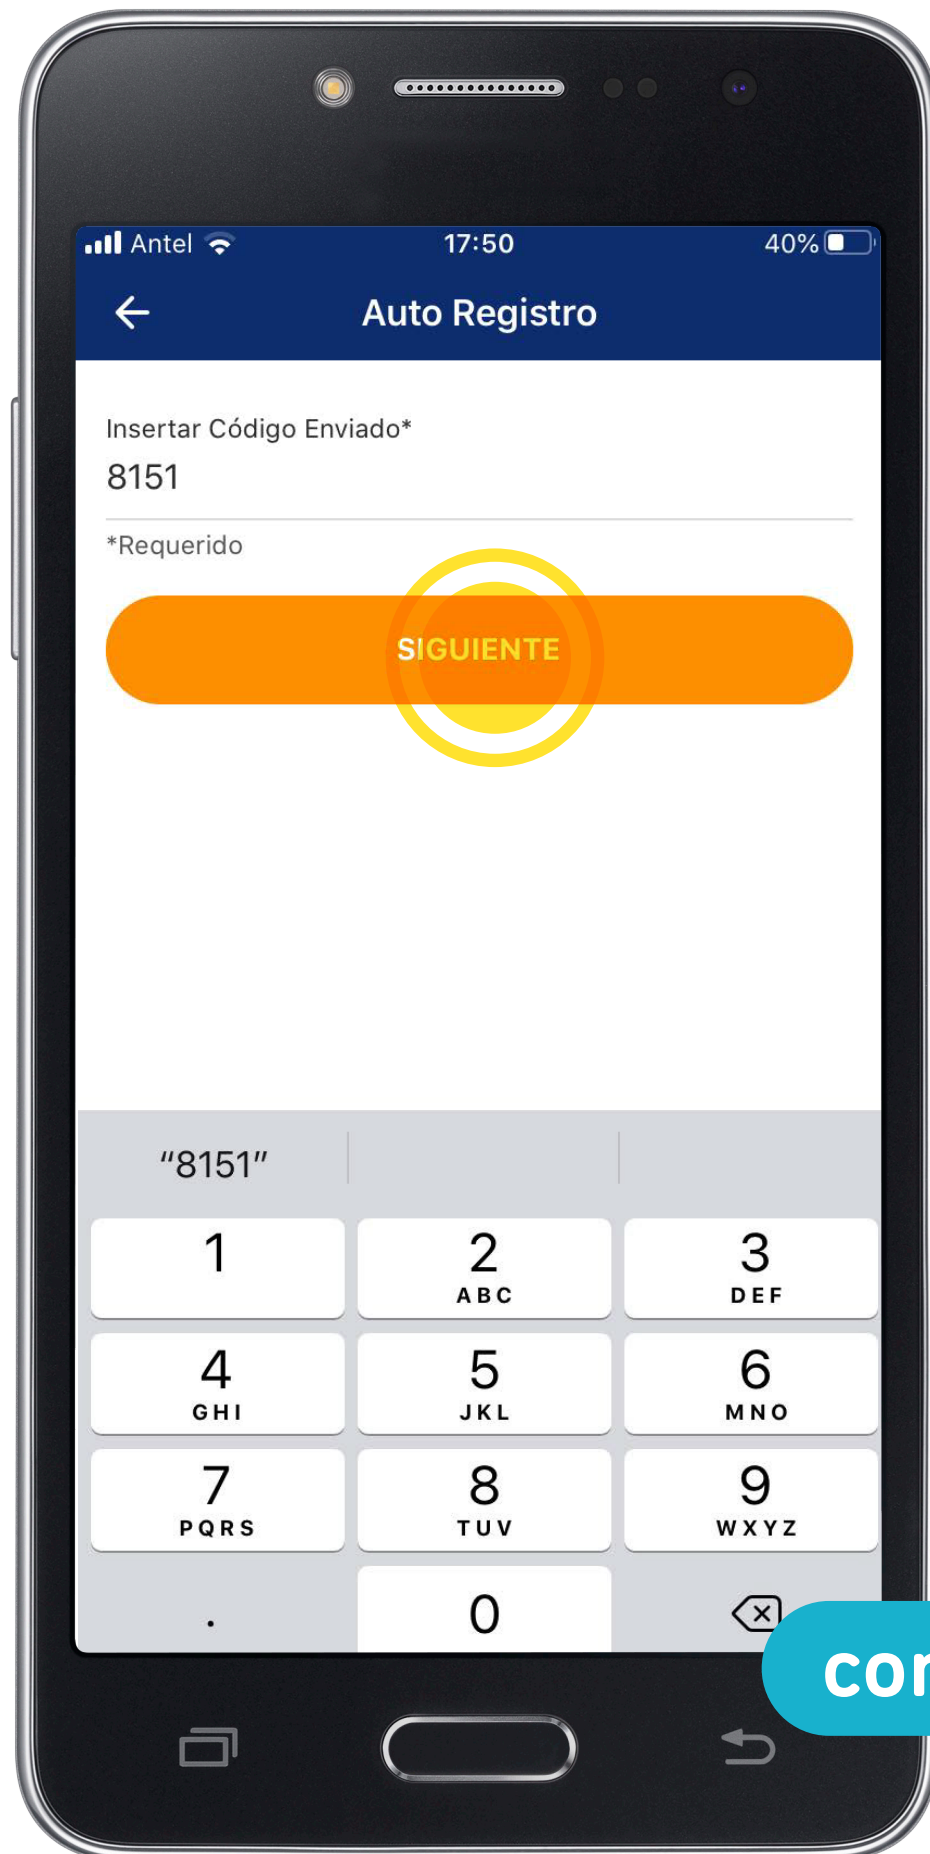 Antel 17:50 40%
Auto Registro
Insertar Código Enviado*
8151
*Requerido
SIGUIENTE
"8151"
1 2 3
ABC DEF
4 5 6
GHI JKL MNO
7 8 9
PQRS TUV WXYZ
. 0